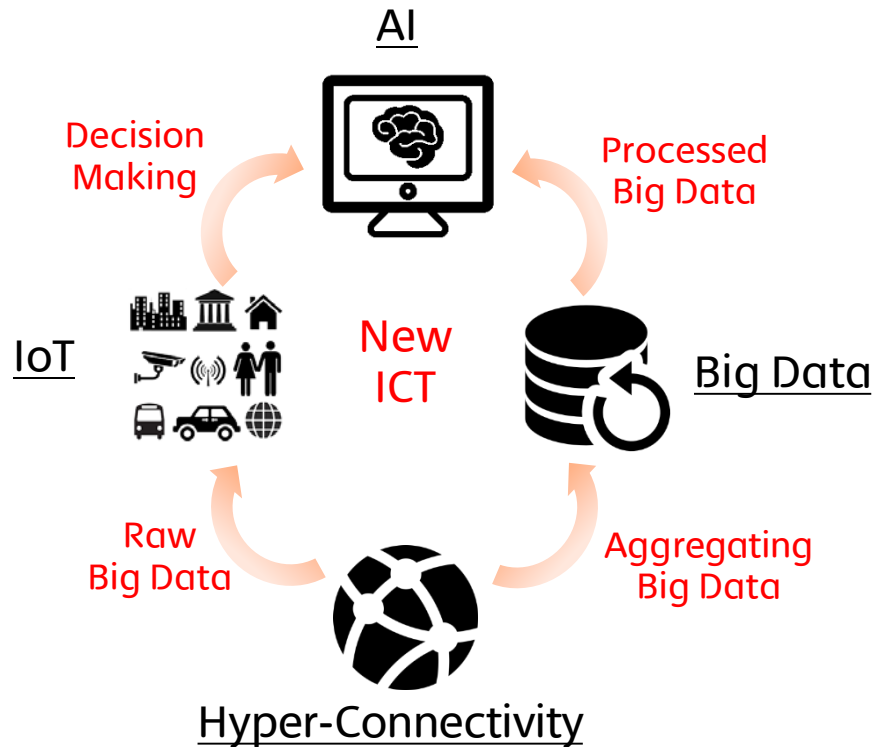 AI
Decision
Making
Processed
Big Data
IoT
New
ICT
Big Data
Raw
Big Data
Aggregating
Big Data
Hyper-Connectivity